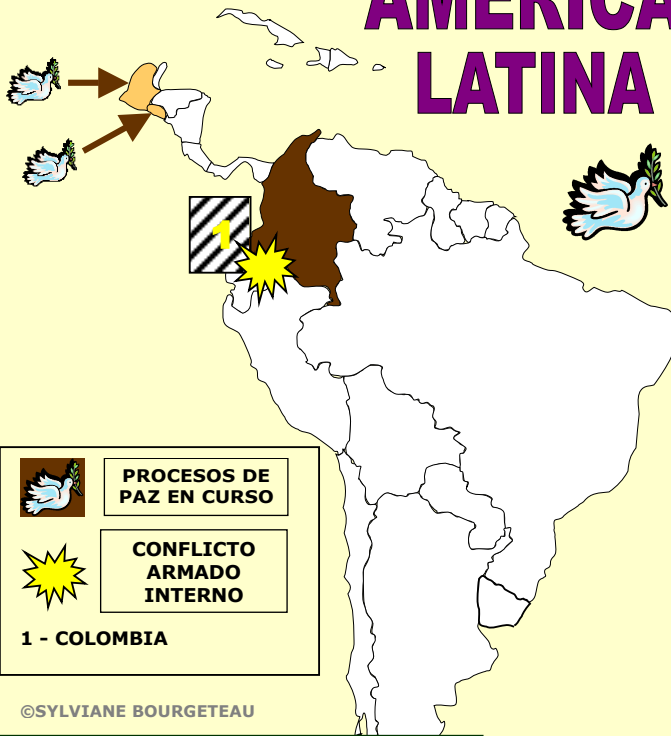 AMERICA
LATINA
1
PROCESOS DE
PAZ EN CURSO
CONFLICTO
ARMADO
INTERNO
1 - COLOMBIA
©SYLVIANE BOURGETEAU